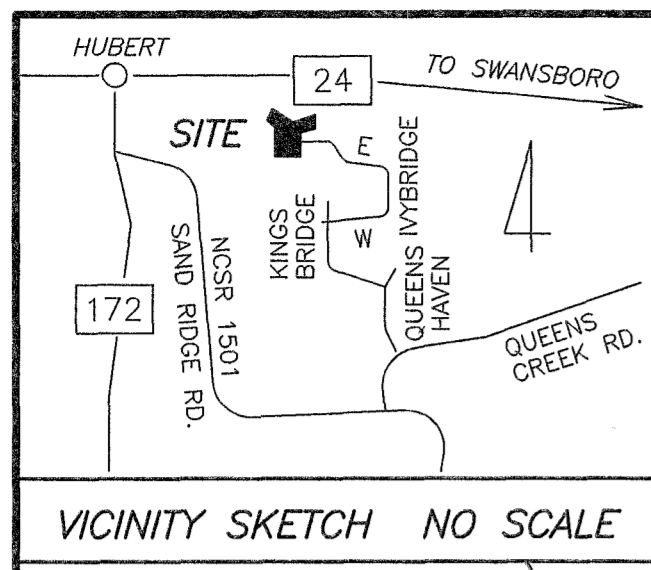 HUBERT
24
TO SWANSBORO
SITE
E
W
KINGS
BRIDGE
QUEENS IVYBRIDGE
HAVEN
172
NCSR 1501
SAND RIDGE RD.
QUEENS
CREEK RD.
VICINITY SKETCH NO SCALE